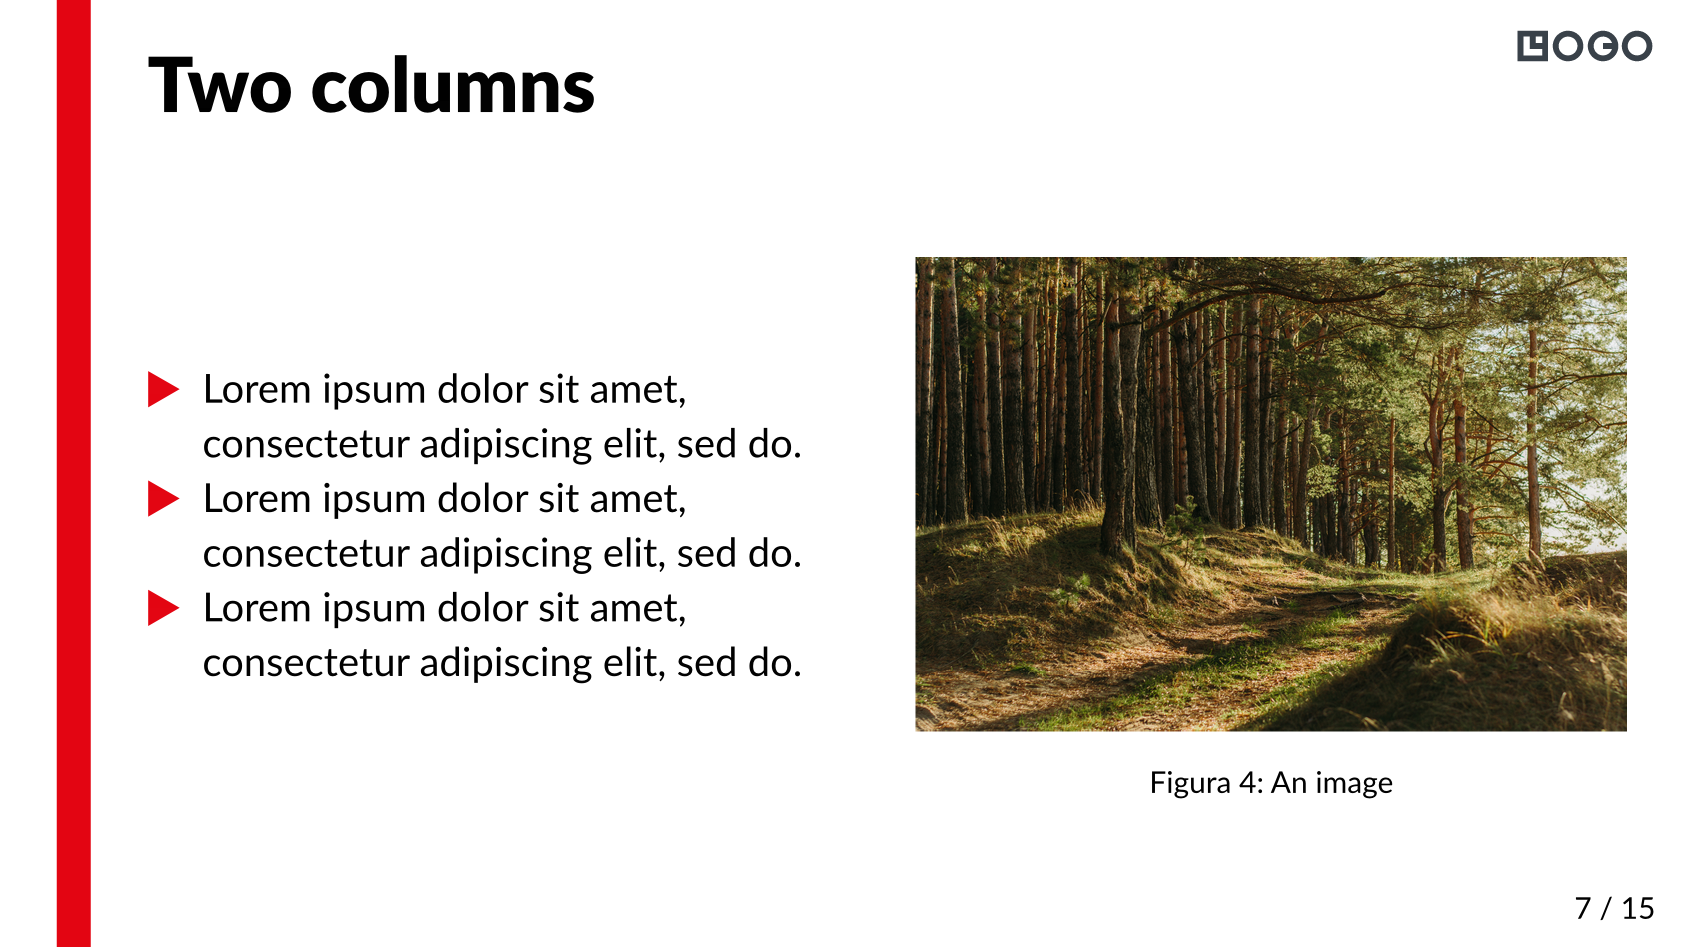 Two columns
LOGO
Lorem ipsum dolor sit amet,
consectetur adipiscing elit, sed do.
Lorem ipsum dolor sit amet,
consectetur adipiscing elit, sed do.
Lorem ipsum dolor sit amet,
consectetur adipiscing elit, sed do.
Figura 4: An image
7 / 15